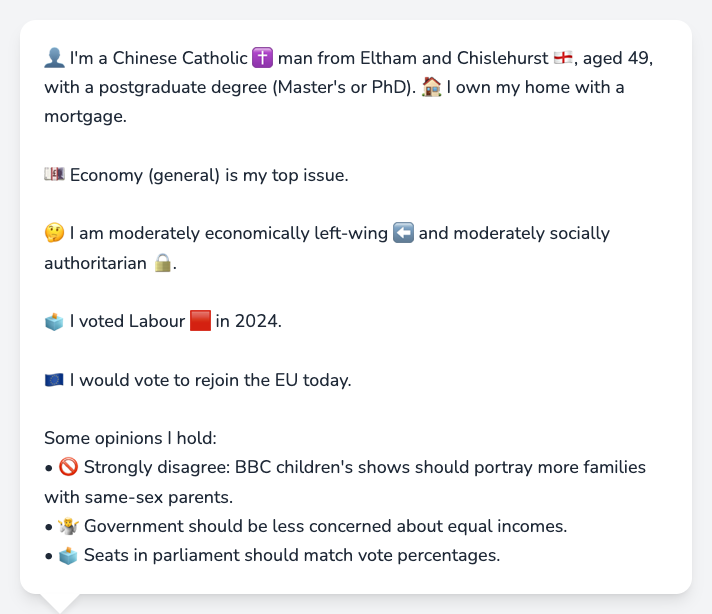 👤 I'm a Chinese Catholic ✝️ man from Eltham and Chislehurst 🏴󠁧󠁢󠁥󠁮󠁧󠁿, aged 49,
with a postgraduate degree (Master's or PhD). 🏠 I own my home with a
mortgage.
💷 Economy (general) is my top issue.
🤔 I am moderately economically left-wing ⬅️ and moderately socially
authoritarian 🔒.
🗳️ I voted Labour 🟥 in 2024.
🇪🇺 I would vote to rejoin the EU today.
Some opinions I hold:
• 🚫 Strongly disagree: BBC children's shows should portray more families
with same-sex parents.
• 🤷 Government should be less concerned about equal incomes.
• 🗳️ Seats in parliament should match vote percentages.